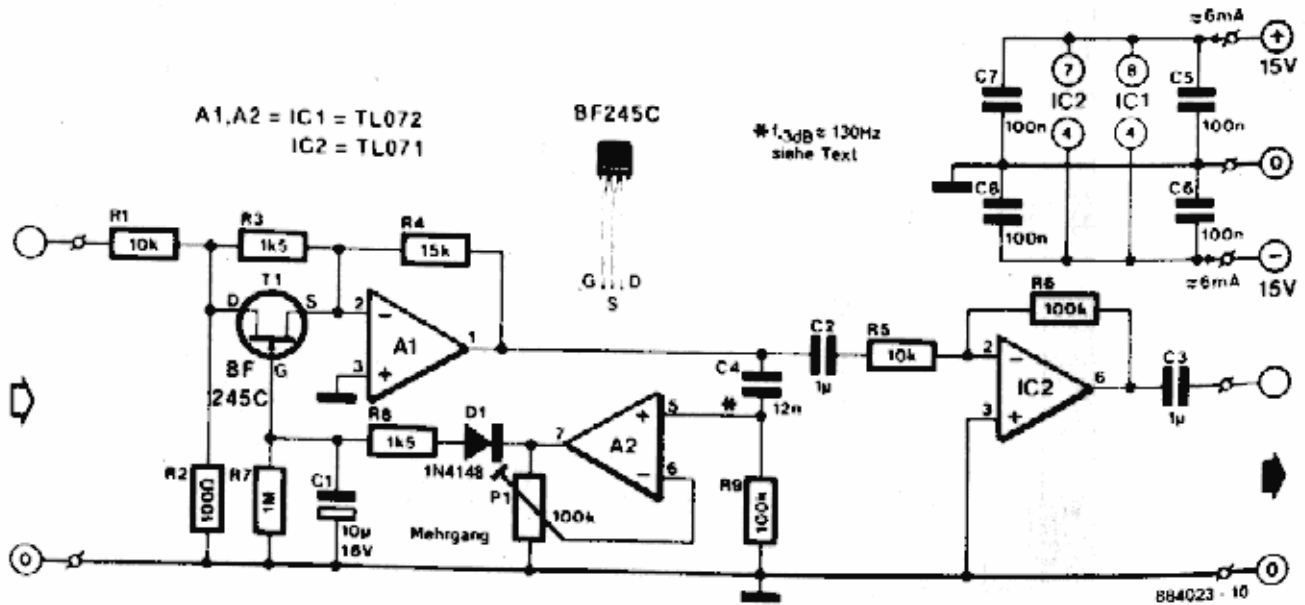 ≈6mA
+
15V
C7
7
8
C5
IC2
IC1
100n
4
4
100n
0
C8
C6
100n
100n
−
≈6mA
15V
A1,A2 = IC1 = TL072
IC2 = TL071
BF245C
G
D
S
* f-3dB ≈ 130Hz
siehe Text
R1
10k
R3
1k5
R4
15k
T1
D
S
G
BF
245C
2
−
A1
1
3
+
R6
100k
C2
1µ
R5
10k
2
−
IC2
6
3
+
C3
1µ
C4
12n
*
+
5
A2
7
−
6
R8
1k5
D1
1N4148
R2
R7
1M
C1
10µ
16V
Mehrgang
P1
100k
R9
100k
0
0
884023 - 10